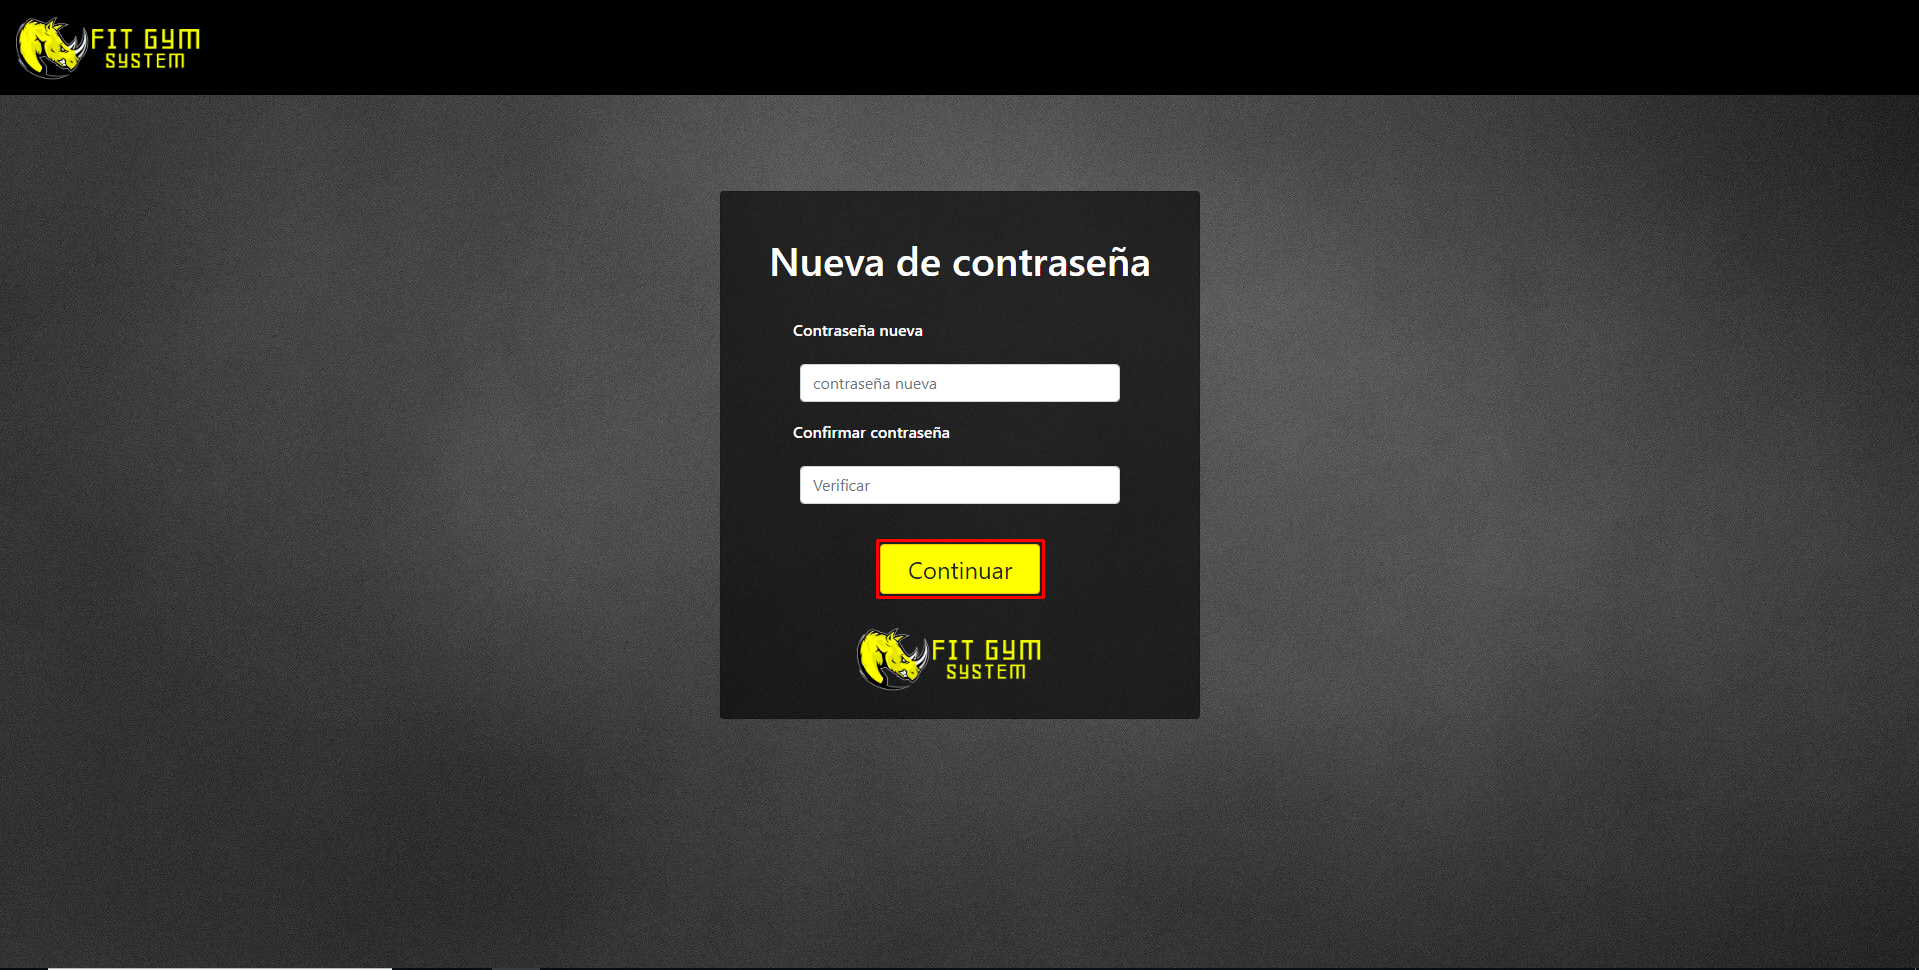 FIT GYM
SYSTEM
Nueva de contraseña
Contraseña nueva
contraseña nueva
Confirmar contraseña
Verificar
Continuar
FIT GYM
SYSTEM